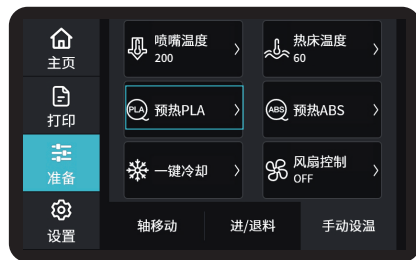 主页
打印
准备
设置
喷嘴温度
200
热床温度
60
PLA 预热PLA
ABS 预热ABS
一键冷却
风扇控制
OFF
轴移动
进/退料
手动设温